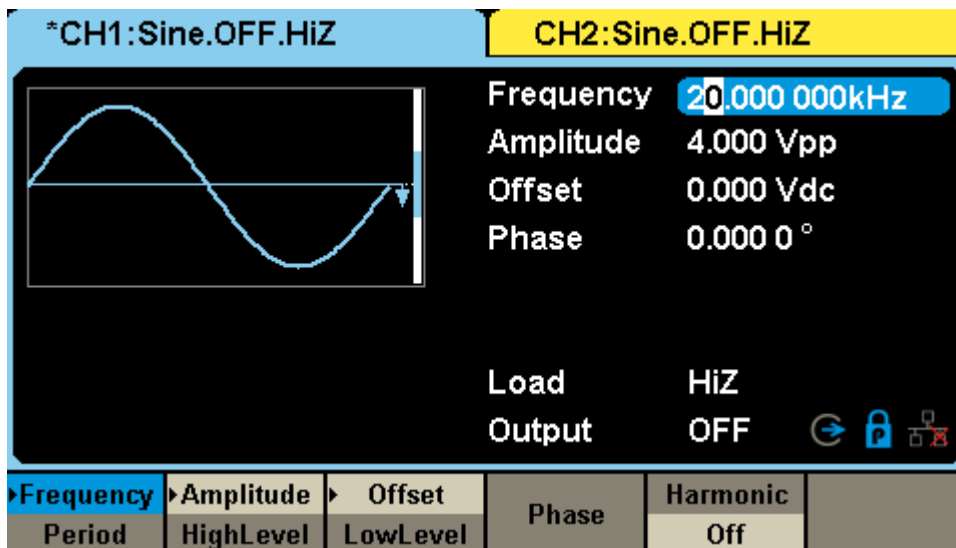 *CH1:Sine.OFF.HiZ CH2:Sine.OFF.HiZ
Frequency 20.000 000kHz
Amplitude 4.000 Vpp
Offset 0.000 Vdc
Phase 0.000 0 °
Load HiZ
Output OFF P
Frequency Amplitude Offset Phase Harmonic
Period HighLevel LowLevel Off